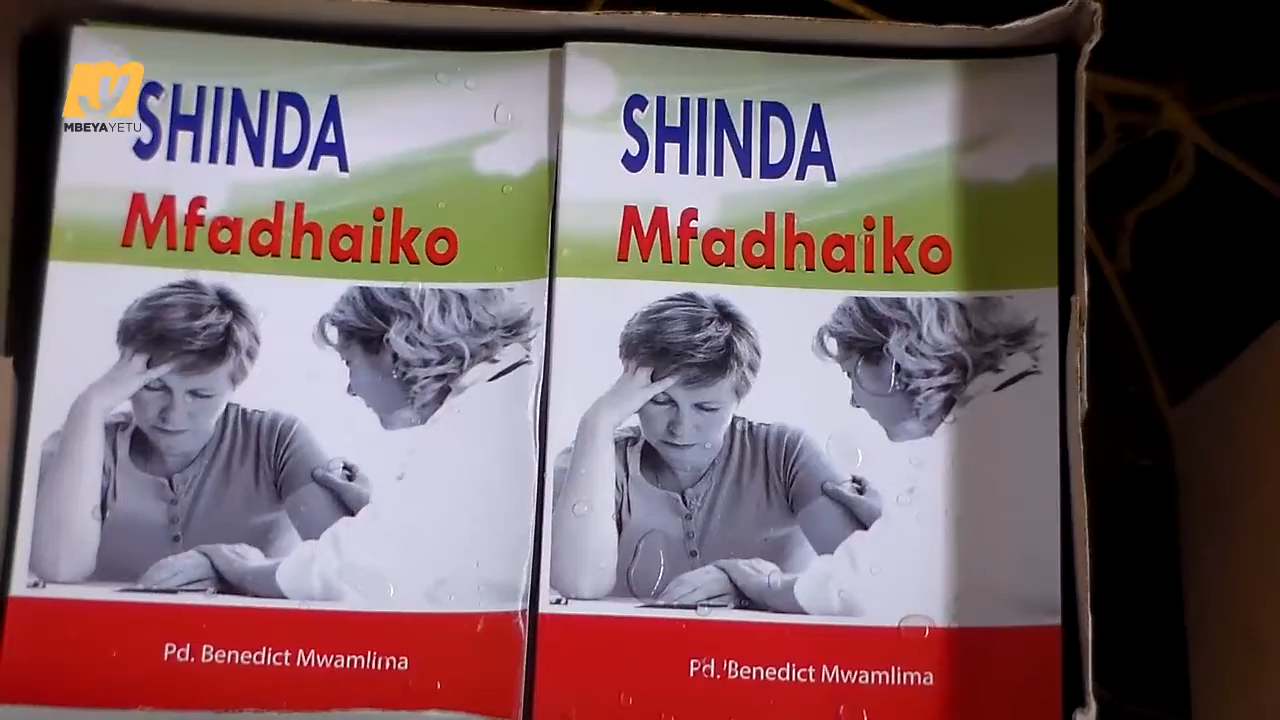 MBEYAYETU
SHINDA
Mfadhaiko
Pd. Benedict Mwamlima
SHINDA
Mfadhaiko
Pd. Benedict Mwamlima